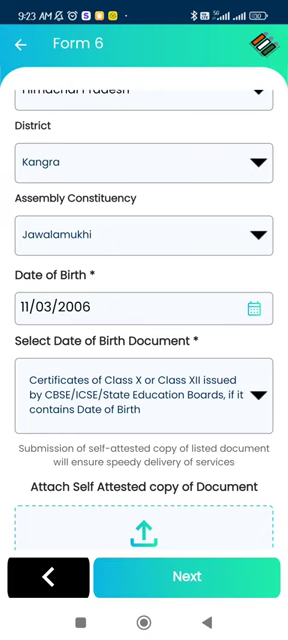 9:23 AM
Form 6
Himachal Pradesh
District
Kangra
Assembly Constituency
Jawalamukhi
Date of Birth *
11/03/2006
Select Date of Birth Document *
Certificates of Class X or Class XII issued
by CBSE/ICSE/State Education Boards, if it
contains Date of Birth
Submission of self-attested copy of listed document
will ensure speedy delivery of services
Attach Self Attested copy of Document
Next